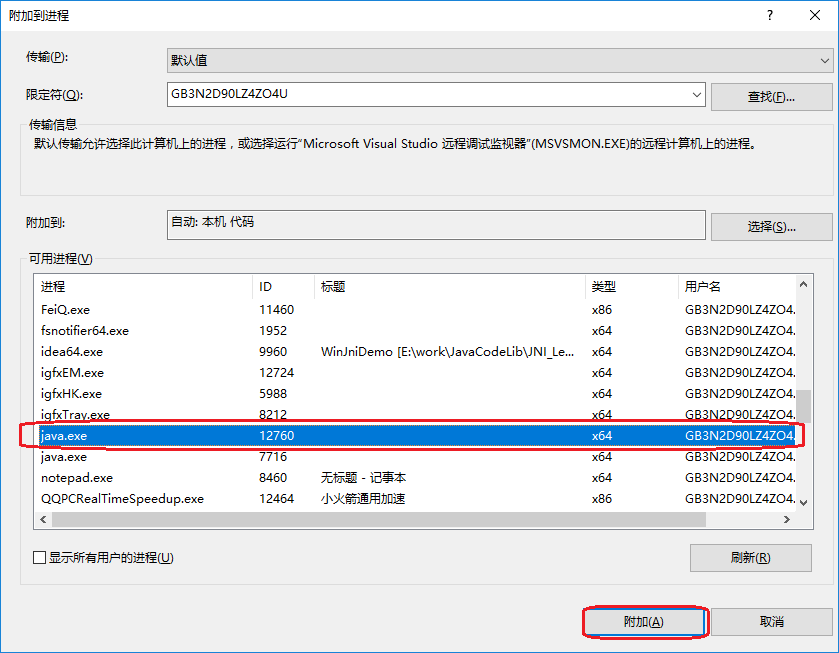 附加到进程 ?
传输(P): 默认值
限定符(Q): GB3N2D90LZ4ZO4U 查找(F)...
传输信息
默认传输允许选择此计算机上的进程，或选择运行“Microsoft Visual Studio 远程调试监视器”(MSVSMON.EXE)的远程计算机上的进程。
附加到: 自动: 本机 代码 选择(S)...
可用进程(V)
进程 ID 标题 类型 用户名
FeiQ.exe 11460 x86 GB3N2D90LZ4ZO4.
fsnotifier64.exe 1952 x64 GB3N2D90LZ4ZO4.
idea64.exe 9960 WinJniDemo [E:\work\JavaCodeLib\JNI_Le... x64 GB3N2D90LZ4ZO4.
igfxEM.exe 12724 x64 GB3N2D90LZ4ZO4.
igfxHK.exe 5988 x64 GB3N2D90LZ4ZO4.
igfxTray.exe 8212 x64 GB3N2D90LZ4ZO4.
java.exe 12760 x64 GB3N2D90LZ4ZO4.
java.exe 7716 x64 GB3N2D90LZ4ZO4.
notepad.exe 8460 无标题 - 记事本 x64 GB3N2D90LZ4ZO4.
QQPCRealTimeSpeedup.exe 12464 小火箭通用加速 x86 GB3N2D90LZ4ZO4.
显示所有用户的进程(U) 刷新(R)
附加(A) 取消